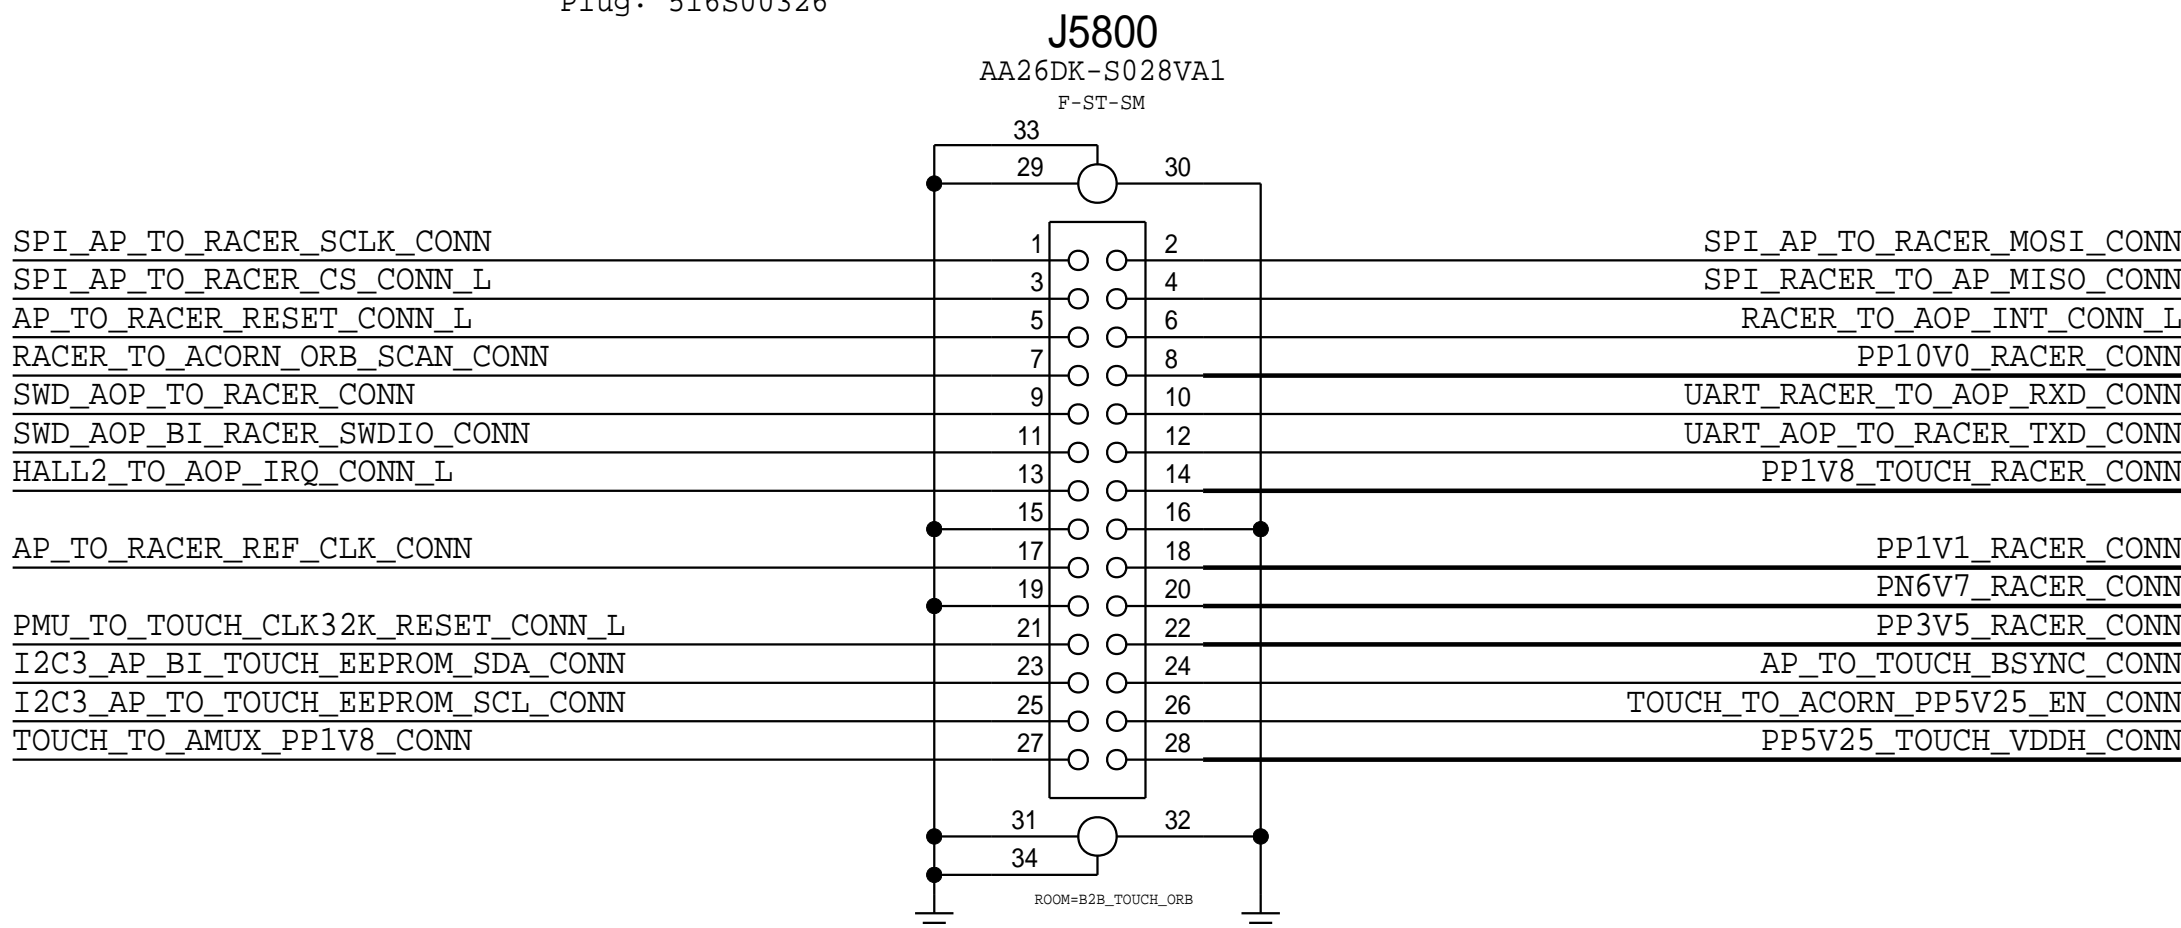 Plug: 516S00326
J5800
AA26DK-S028VA1
F-ST-SM
33
29 30
SPI_AP_TO_RACER_SCLK_CONN 1 2 SPI_AP_TO_RACER_MOSI_CONN
SPI_AP_TO_RACER_CS_CONN_L 3 4 SPI_RACER_TO_AP_MISO_CONN
AP_TO_RACER_RESET_CONN_L 5 6 RACER_TO_AOP_INT_CONN_L
RACER_TO_ACORN_ORB_SCAN_CONN 7 8 PP10V0_RACER_CONN
SWD_AOP_TO_RACER_CONN 9 10 UART_RACER_TO_AOP_RXD_CONN
SWD_AOP_BI_RACER_SWDIO_CONN 11 12 UART_AOP_TO_RACER_TXD_CONN
HALL2_TO_AOP_IRQ_CONN_L 13 14 PP1V8_TOUCH_RACER_CONN
15 16
AP_TO_RACER_REF_CLK_CONN 17 18 PP1V1_RACER_CONN
19 20 PN6V7_RACER_CONN
PMU_TO_TOUCH_CLK32K_RESET_CONN_L 21 22 PP3V5_RACER_CONN
I2C3_AP_BI_TOUCH_EEPROM_SDA_CONN 23 24 AP_TO_TOUCH_BSYNC_CONN
I2C3_AP_TO_TOUCH_EEPROM_SCL_CONN 25 26 TOUCH_TO_ACORN_PP5V25_EN_CONN
TOUCH_TO_AMUX_PP1V8_CONN 27 28 PP5V25_TOUCH_VDDH_CONN
31 32
34
ROOM=B2B_TOUCH_ORB